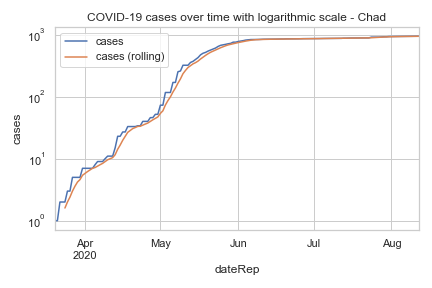 COVID-19 cases over time with logarithmic scale - Chad
cases
cases (rolling)
10³
10²
10¹
10⁰
cases
Apr
2020
May
Jun
Jul
Aug
dateRep